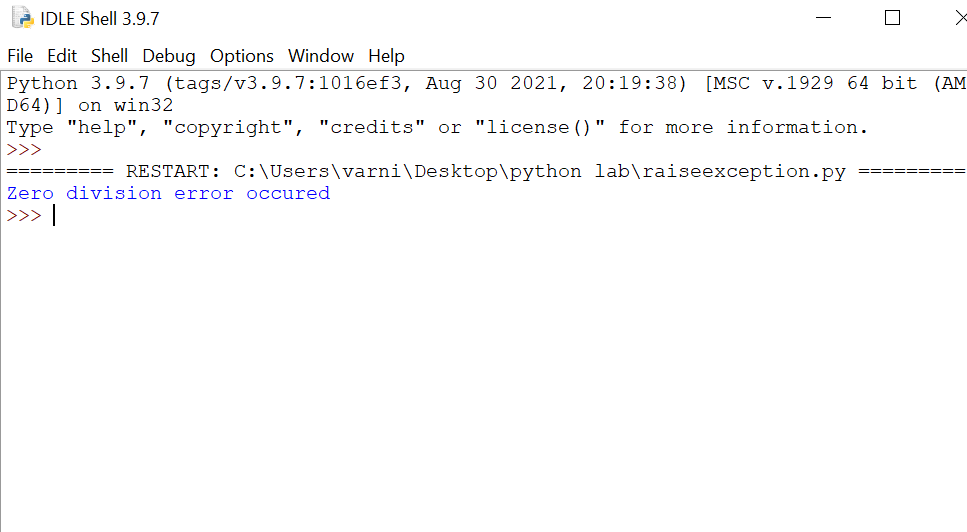 IDLE Shell 3.9.7
File Edit Shell Debug Options Window Help
Python 3.9.7 (tags/v3.9.7:1016ef3, Aug 30 2021, 20:19:38) [MSC v.1929 64 bit (AM
D64)] on win32
Type "help", "copyright", "credits" or "license()" for more information.
>>>
========= RESTART: C:\Users\varni\Desktop\python lab\raiseexception.py =========
Zero division error occured
>>>